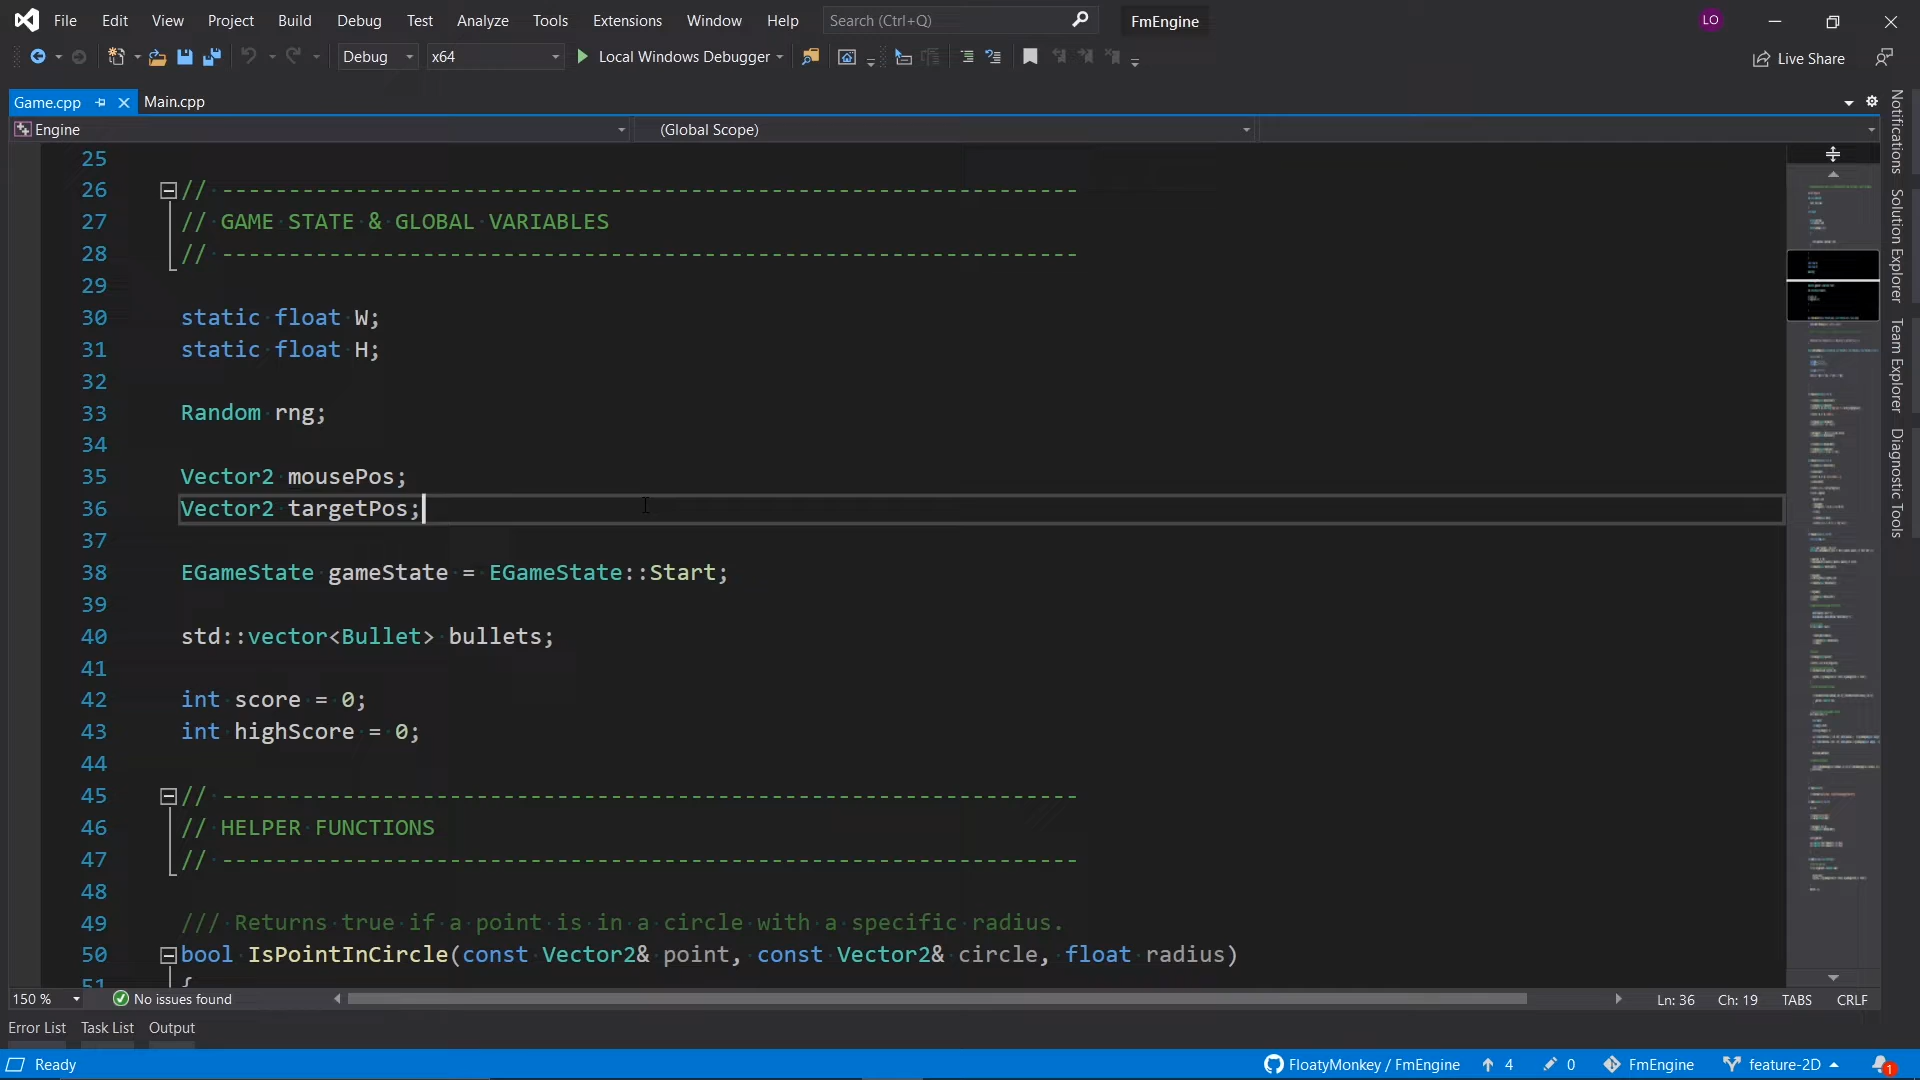 File Edit View Project Build Debug Test Analyze Tools Extensions Window Help Search (Ctrl+Q) FmEngine LO
Debug x64 Local Windows Debugger Live Share
Game.cpp Main.cpp
Engine (Global Scope)
25
26 // ----------------------------------------------------------------
27 // GAME STATE & GLOBAL VARIABLES
28 // ----------------------------------------------------------------
29
30 static float W;
31 static float H;
32
33 Random rng;
34
35 Vector2 mousePos;
36 Vector2 targetPos;
37
38 EGameState gameState = EGameState::Start;
39
40 std::vector<Bullet> bullets;
41
42 int score = 0;
43 int highScore = 0;
44
45 // ----------------------------------------------------------------
46 // HELPER FUNCTIONS
47 // ----------------------------------------------------------------
48
49 /// Returns true if a point is in a circle with a specific radius.
50 bool IsPointInCircle(const Vector2& point, const Vector2& circle, float radius)
51 {
Notifications
Solution Explorer
Team Explorer
Diagnostic Tools
150 % No issues found Ln: 36 Ch: 19 TABS CRLF
Error List Task List Output
Ready FloatyMonkey / FmEngine 4 0 FmEngine feature-2D 1